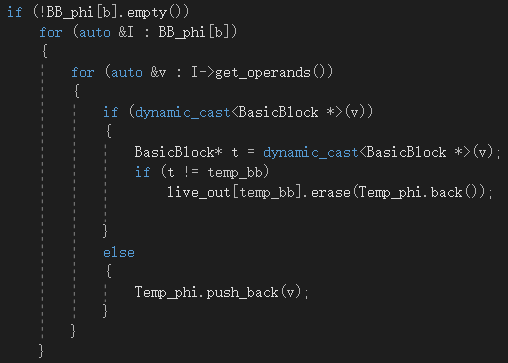 if (!BB_phi[b].empty())
for (auto &I : BB_phi[b])
{
for (auto &v : I->get_operands())
{
if (dynamic_cast<BasicBlock *>(v))
{
BasicBlock* t = dynamic_cast<BasicBlock *>(v);
if (t != temp_bb)
live_out[temp_bb].erase(Temp_phi.back());
}
else
{
Temp_phi.push_back(v);
}
}
}